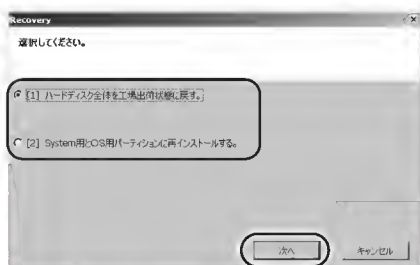 Recovery
選択してください。
[1] ハードディスク全体を工場出荷状態に戻す。
[2] System用とOS用パーティションに再インストールする。
次へ
キャンセル